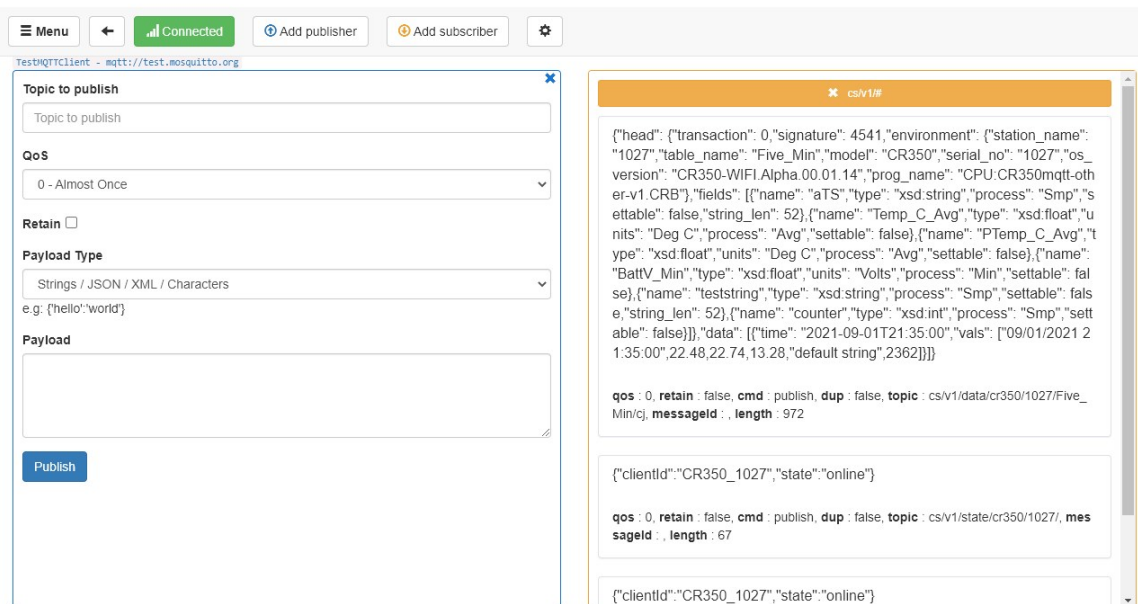 Menu
Connected
Add publisher
Add subscriber
TestMQTTClient - mqtt://test.mosquitto.org
Topic to publish
Topic to publish
QoS
0 - Almost Once
Retain
Payload Type
Strings / JSON / XML / Characters
e.g: {'hello':'world'}
Payload
Publish
cs/v1/#
{"head": {"transaction": 0,"signature": 4541,"environment": {"station_name":
"1027","table_name": "Five_Min","model": "CR350","serial_no": "1027","os_
version": "CR350-WIFI.Alpha.00.01.14","prog_name": "CPU:CR350mqtt-oth
er-v1.CRB"},"fields": [{"name": "aTS","type": "xsd:string","process": "Smp","s
ettable": false,"string_len": 52},{"name": "Temp_C_Avg","type": "xsd:float","u
nits": "Deg C","process": "Avg","settable": false},{"name": "PTemp_C_Avg","t
ype": "xsd:float","units": "Deg C","process": "Avg","settable": false},{"name":
"BattV_Min","type": "xsd:float","units": "Volts","process": "Min","settable": fal
se},{"name": "teststring","type": "xsd:string","process": "Smp","settable": fals
e,"string_len": 52},{"name": "counter","type": "xsd:int","process": "Smp","sett
able": false}]},"data": [{"time": "2021-09-01T21:35:00","vals": ["09/01/2021 2
1:35:00",22.48,22.74,13.28,"default string",2362]}]}
qos : 0, retain : false, cmd : publish, dup : false, topic : cs/v1/data/cr350/1027/Five_
Min/cj, messageId : , length : 972
{"clientId":"CR350_1027","state":"online"}
qos : 0, retain : false, cmd : publish, dup : false, topic : cs/v1/state/cr350/1027/, mes
sageId : , length : 67
{"clientId":"CR350_1027","state":"online"}